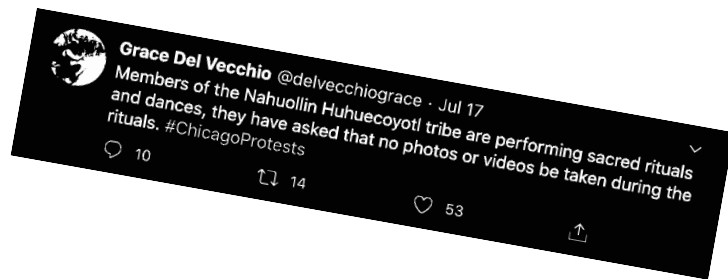 Grace Del Vecchio @delvecchiograce · Jul 17
Members of the Nahuollin Huhuecoyotl tribe are performing sacred rituals
and dances, they have asked that no photos or videos be taken during the
rituals. #ChicagoProtests
10 14 53